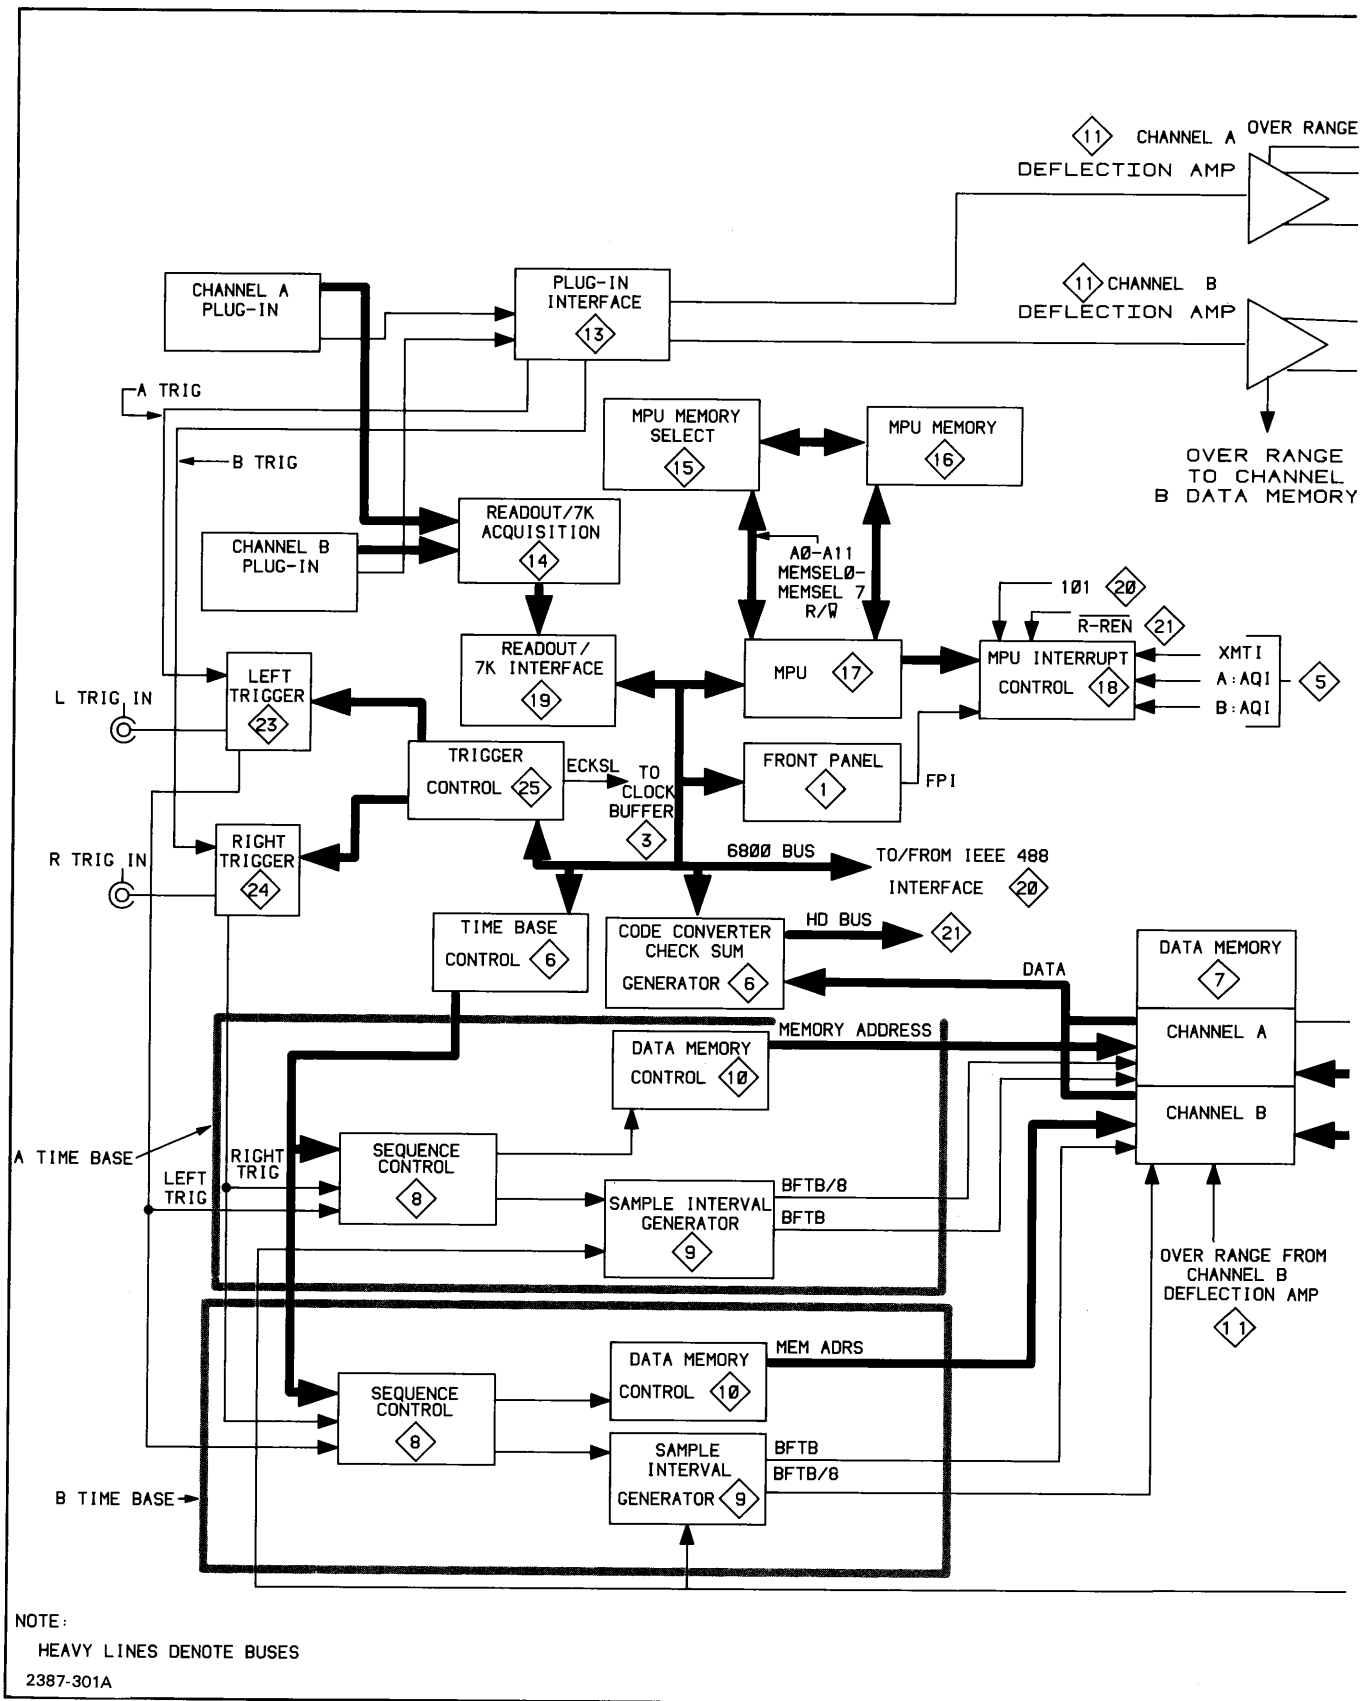 11 CHANNEL A OVER RANGE
DEFLECTION AMP
CHANNEL A
PLUG-IN
PLUG-IN
INTERFACE
13
11 CHANNEL B
DEFLECTION AMP
A TRIG
B TRIG
MPU MEMORY
SELECT
15
MPU MEMORY
16
OVER RANGE
TO CHANNEL
B DATA MEMORY
READOUT/7K
ACQUISITION
14
CHANNEL B
PLUG-IN
A0-A11
MEMSEL0-
MEMSEL 7
R/W̅
101 20
R̅-̅R̅E̅N̅ 21
READOUT/
7K INTERFACE
19
MPU 17
MPU INTERRUPT
CONTROL 18
XMTI
A:AQI
B:AQI
5
LEFT
TRIGGER
23
L TRIG IN
TRIGGER
CONTROL 25
ECKSL
TO
CLOCK
BUFFER
3
FRONT PANEL
1
FPI
RIGHT
TRIGGER
24
R TRIG IN
6800 BUS
TO/FROM IEEE 488
INTERFACE 20
TIME BASE
CONTROL 6
CODE CONVERTER
CHECK SUM
GENERATOR 6
HD BUS
21
DATA
DATA MEMORY
7
CHANNEL A
CHANNEL B
MEMORY ADDRESS
DATA MEMORY
CONTROL 10
A TIME BASE
RIGHT
TRIG
LEFT
TRIG
SEQUENCE
CONTROL
8
SAMPLE INTERVAL
GENERATOR
9
BFTB/8
BFTB
OVER RANGE FROM
CHANNEL B
DEFLECTION AMP
11
DATA MEMORY
CONTROL 10
MEM ADRS
SEQUENCE
CONTROL
8
SAMPLE
INTERVAL
GENERATOR 9
BFTB
BFTB/8
B TIME BASE
NOTE:
HEAVY LINES DENOTE BUSES
2387-301A